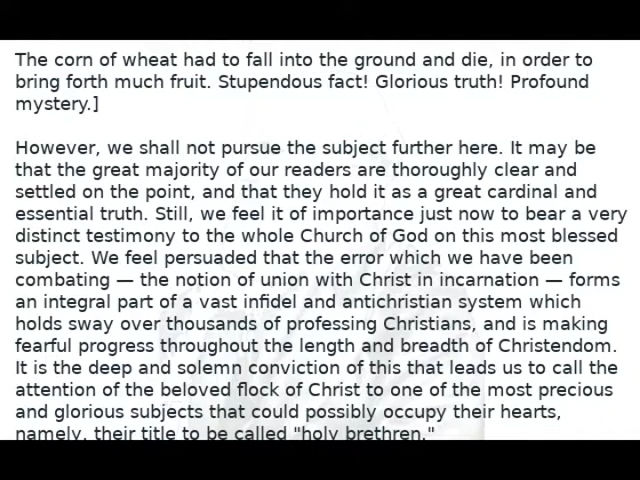 The corn of wheat had to fall into the ground and die, in order to
bring forth much fruit. Stupendous fact! Glorious truth! Profound
mystery.]
However, we shall not pursue the subject further here. It may be
that the great majority of our readers are thoroughly clear and
settled on the point, and that they hold it as a great cardinal and
essential truth. Still, we feel it of importance just now to bear a very
distinct testimony to the whole Church of God on this most blessed
subject. We feel persuaded that the error which we have been
combating — the notion of union with Christ in incarnation — forms
an integral part of a vast infidel and antichristian system which
holds sway over thousands of professing Christians, and is making
fearful progress throughout the length and breadth of Christendom.
It is the deep and solemn conviction of this that leads us to call the
attention of the beloved flock of Christ to one of the most precious
and glorious subjects that could possibly occupy their hearts,
namely, their title to be called "holy brethren."